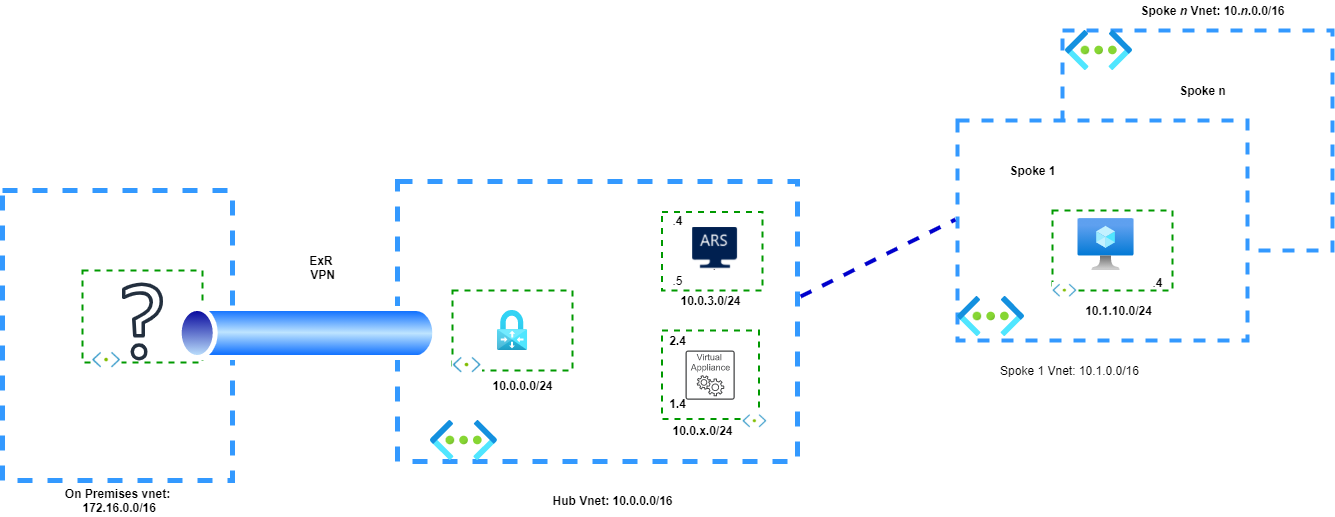 Spoke n Vnet: 10.n.0.0/16
Spoke n
Spoke 1
.4
10.1.10.0/24
Spoke 1 Vnet: 10.1.0.0/16
ExR
VPN
.4
ARS
.5
10.0.3.0/24
2.4
Virtual
Appliance
1.4
10.0.x.0/24
10.0.0.0/24
Hub Vnet: 10.0.0.0/16
?
On Premises vnet:
172.16.0.0/16